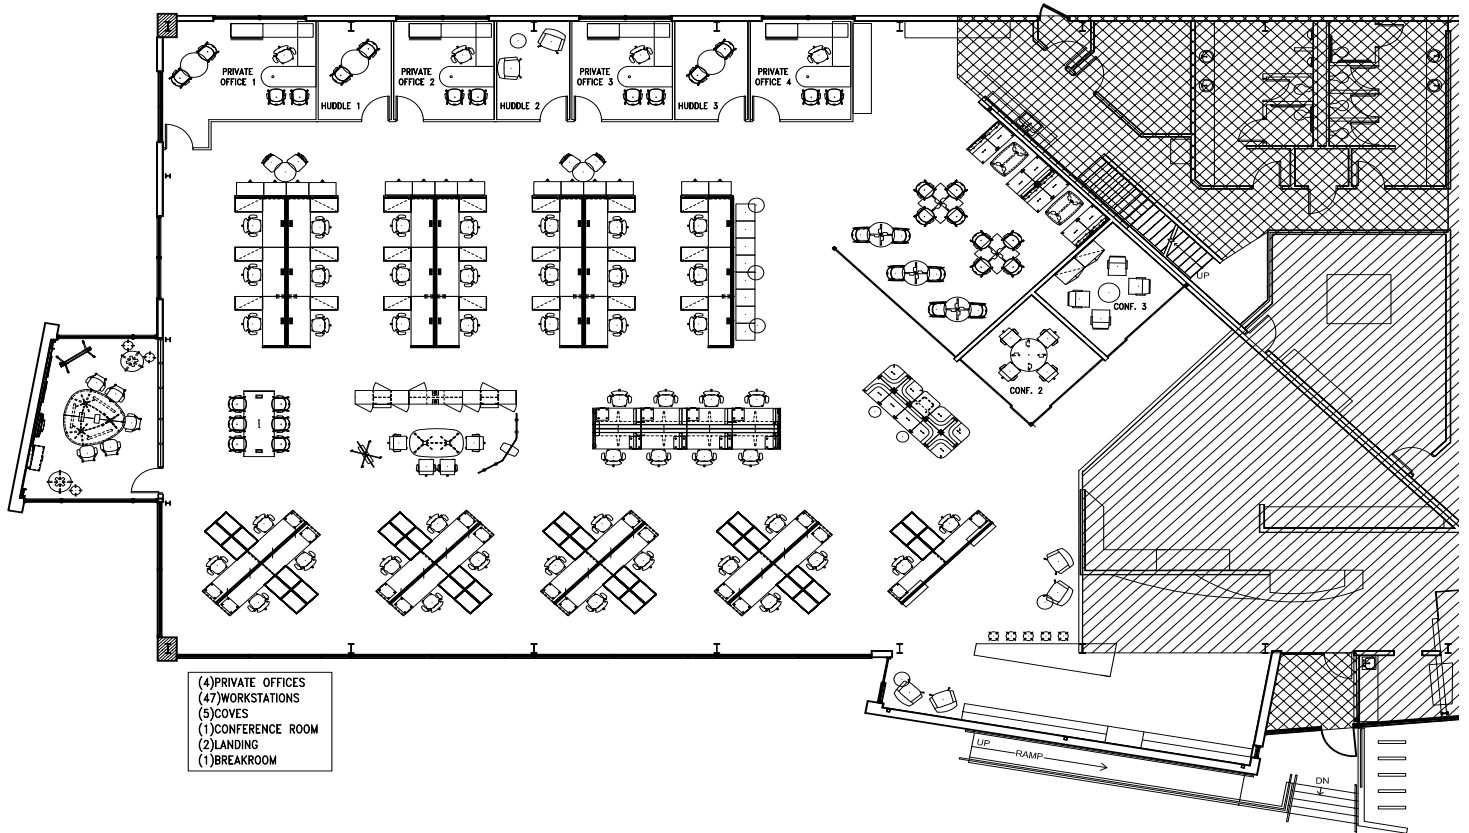 PRIVATE
OFFICE 1
HUDDLE 1
PRIVATE
OFFICE 2
HUDDLE 2
PRIVATE
OFFICE 3
HUDDLE 3
PRIVATE
OFFICE 4
UP
CONF. 3
CONF. 2
(4)PRIVATE OFFICES
(47)WORKSTATIONS
(5)COVES
(1)CONFERENCE ROOM
(2)LANDING
(1)BREAKROOM
UP
RAMP
DN